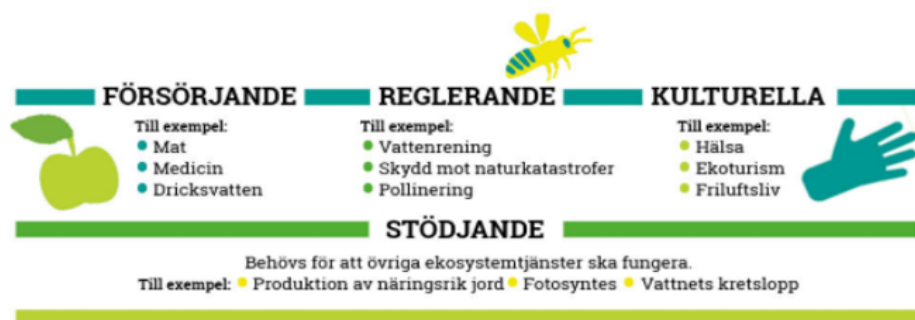 FÖRSÖRJANDE
Till exempel:
• Mat
• Medicin
• Dricksvatten
REGLERANDE
Till exempel:
• Vattenrening
• Skydd mot naturkatastrofer
• Pollinering
KULTURELLA
Till exempel:
• Hälsa
• Ekoturism
• Friluftsliv
STÖDJANDE
Behövs för att övriga ekosystemtjänster ska fungera.
Till exempel: • Produktion av näringsrik jord • Fotosyntes • Vattnets kretslopp